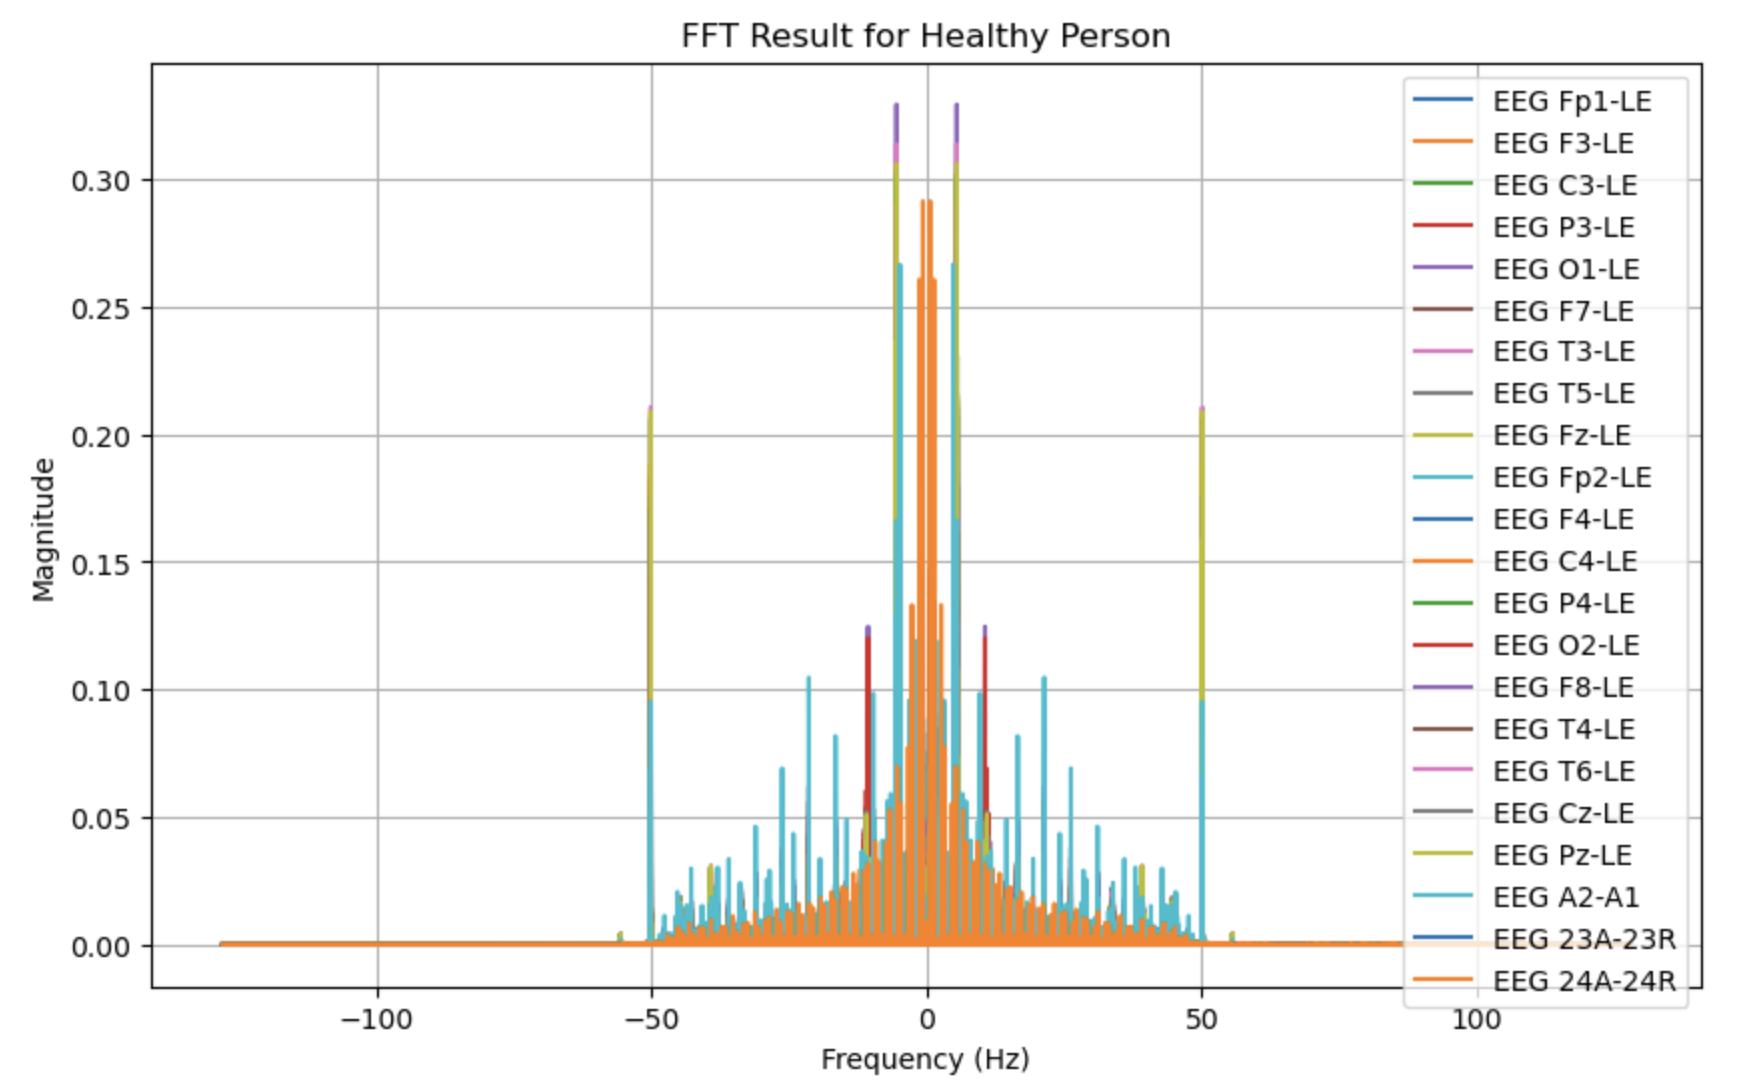 FFT Result for Healthy Person
EEG Fp1-LE
EEG F3-LE
EEG C3-LE
EEG P3-LE
EEG O1-LE
EEG F7-LE
EEG T3-LE
EEG T5-LE
EEG Fz-LE
EEG Fp2-LE
EEG F4-LE
EEG C4-LE
EEG P4-LE
EEG O2-LE
EEG F8-LE
EEG T4-LE
EEG T6-LE
EEG Cz-LE
EEG Pz-LE
EEG A2-A1
EEG 23A-23R
EEG 24A-24R
Magnitude
0.30
0.25
0.20
0.15
0.10
0.05
0.00
−100 −50 0 50 100
Frequency (Hz)